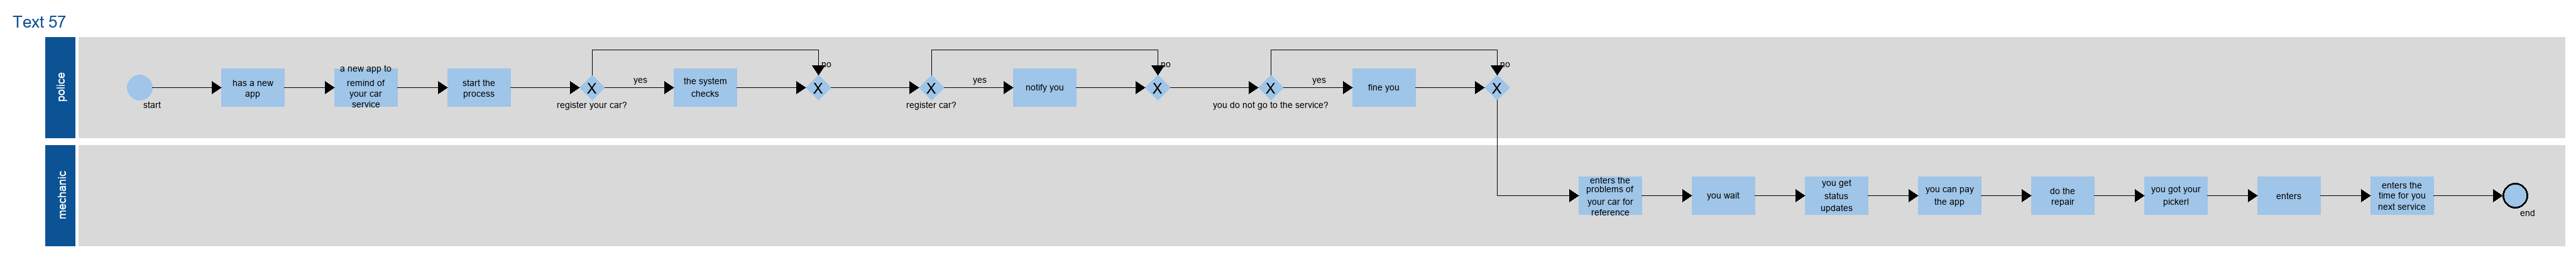 Text 57
police
start
has a new
app
a new app to
remind of
your car
service
start the
process
X
register your car?
yes
the system
checks
no
X
X
register car?
yes
notify you
no
X
X
you do not go to the service?
yes
fine you
no
X
mechanic
enters the
problems of
your car for
reference
you wait
you get
status
updates
you can pay
the app
do the
repair
you got your
pickerl
enters
enters the
time for you
next service
end